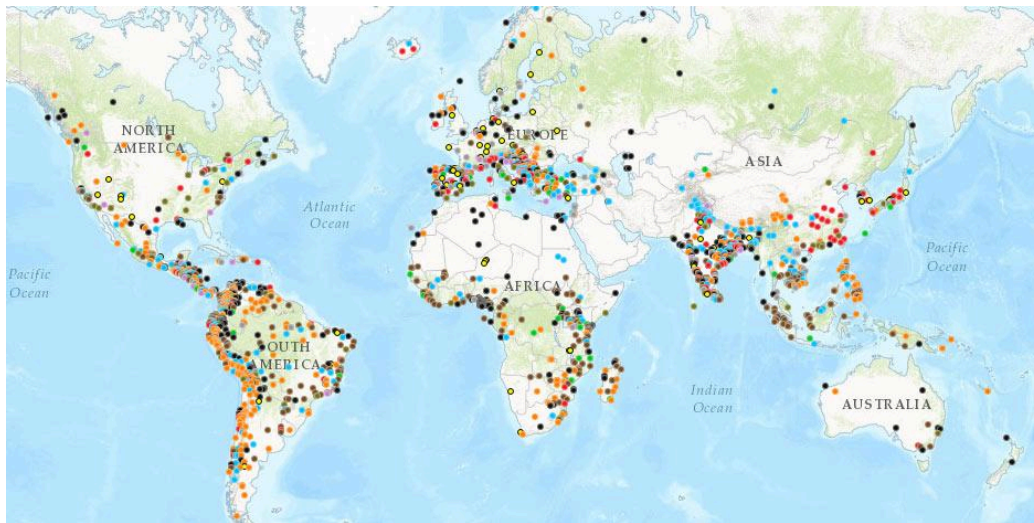 NORTH
AMERICA
EUROPE
ASIA
Atlantic
Ocean
Pacific
Ocean
Pacific
Ocean
AFRICA
SOUTH
AMERICA
Indian
Ocean
AUSTRALIA